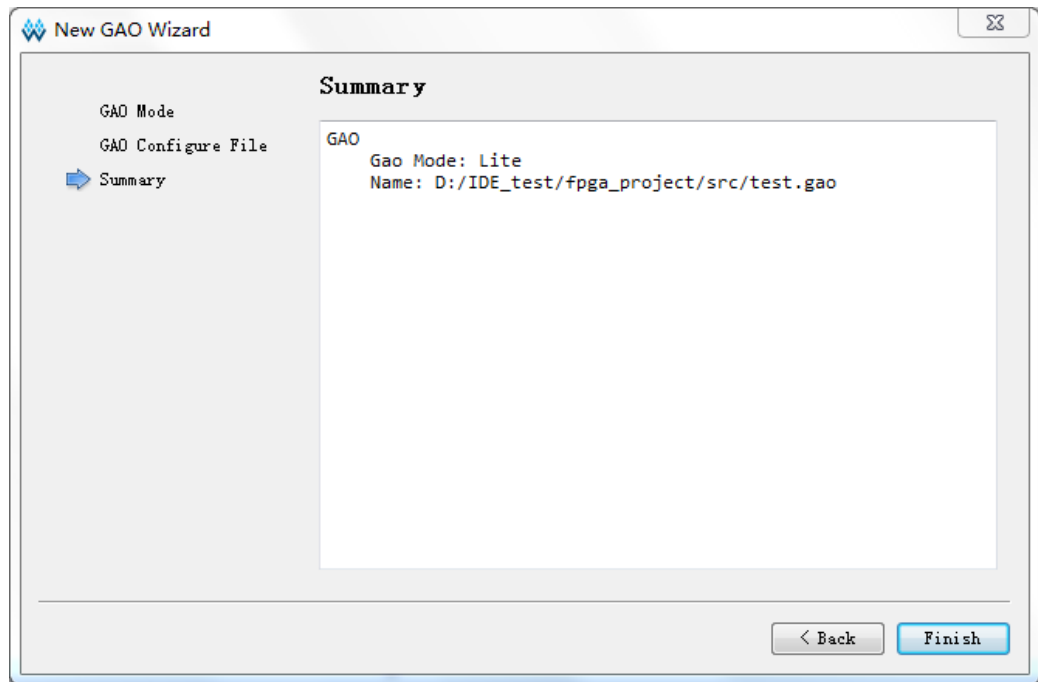 New GAO Wizard
GAO Mode
GAO Configure File
Summary
Summary
GAO
Gao Mode: Lite
Name: D:/IDE_test/fpga_project/src/test.gao
< Back
Finish